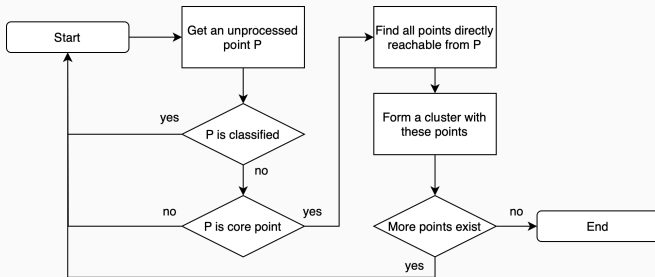 Start
Get an unprocessed
point P
Find all points directly
reachable from P
yes
P is classified
no
Form a cluster with
these points
no
P is core point
yes
More points exist
no
End
yes